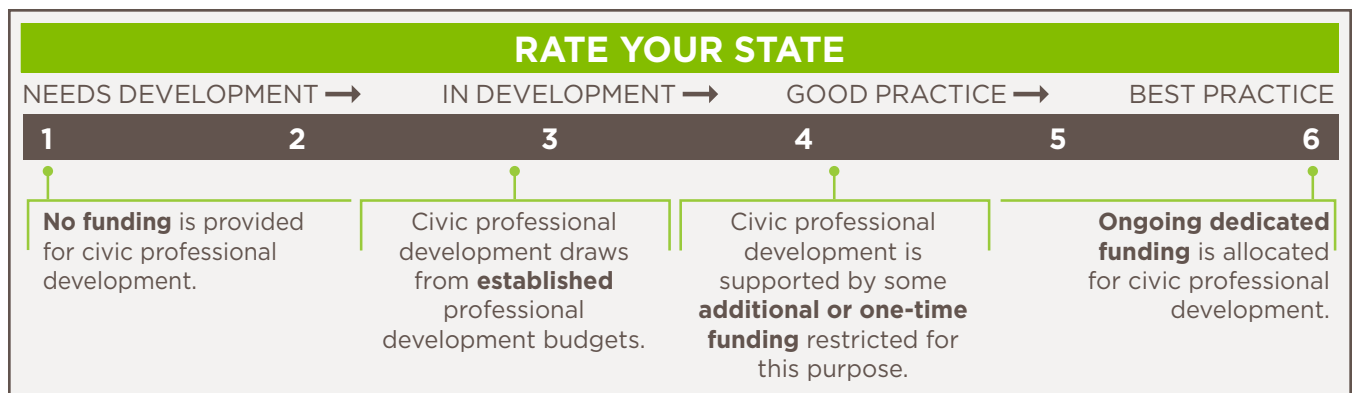 RATE YOUR STATE
NEEDS DEVELOPMENT → IN DEVELOPMENT → GOOD PRACTICE → BEST PRACTICE
1 2 3 4 5 6
No funding is provided
for civic professional
development.
Civic professional
development draws
from established
professional
development budgets.
Civic professional
development is
supported by some
additional or one-time
funding restricted for
this purpose.
Ongoing dedicated
funding is allocated
for civic professional
development.